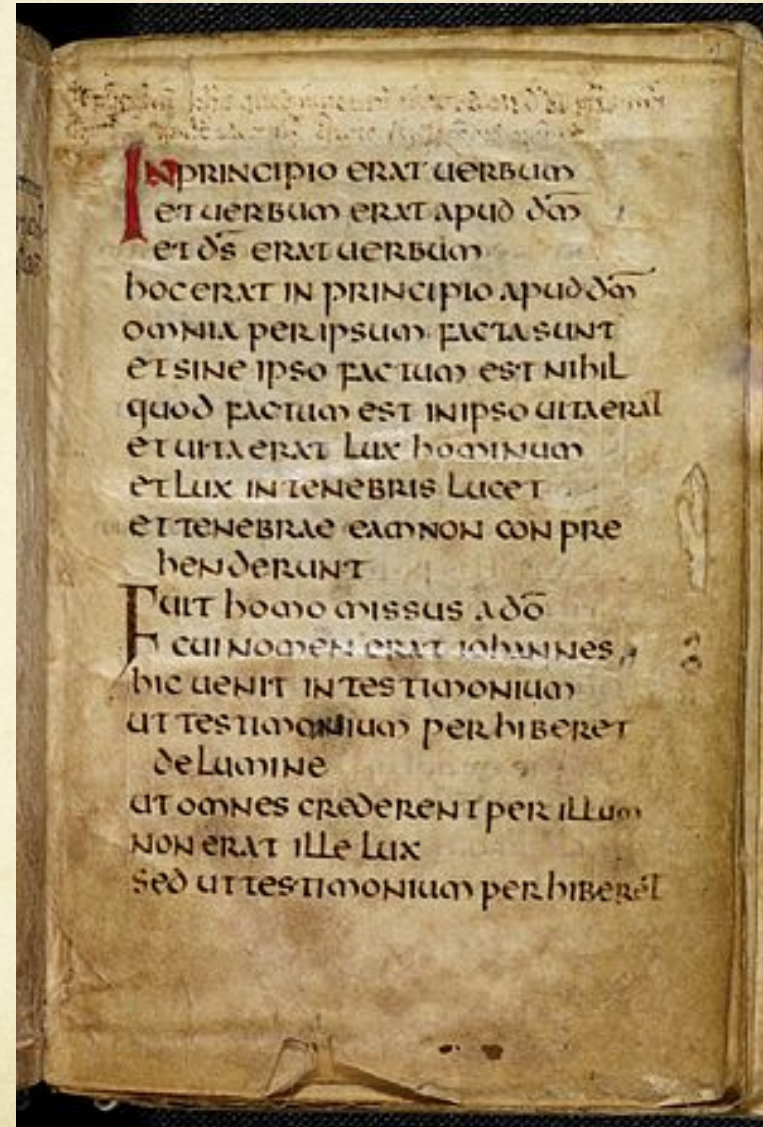 IN PRINCIPIO ERAT UERBUM
ET UERBUM ERAT APUD DM̄
ET DS̄ ERAT UERBUM
HOC ERAT IN PRINCIPIO APUD DM̄
OMNIA PER IPSUM FACTA SUNT
ET SINE IPSO FACTUM EST NIHIL
QUOD FACTUM EST IN IPSO UITA ERAT
ET UITA ERAT LUX HOMINUM
ET LUX IN TENEBRIS LUCET
ET TENEBRAE EAM NON CONPRE
HENDERUNT
FUIT HOMO MISSUS A DŌ
CUI NOMEN ERAT IOHANNES
HIC UENIT IN TESTIMONIUM
UT TESTIMONIUM PERHIBERET
DE LUMINE
UT OMNES CREDERENT PER ILLUM
NON ERAT ILLE LUX
SED UT TESTIMONIUM PERHIBERET